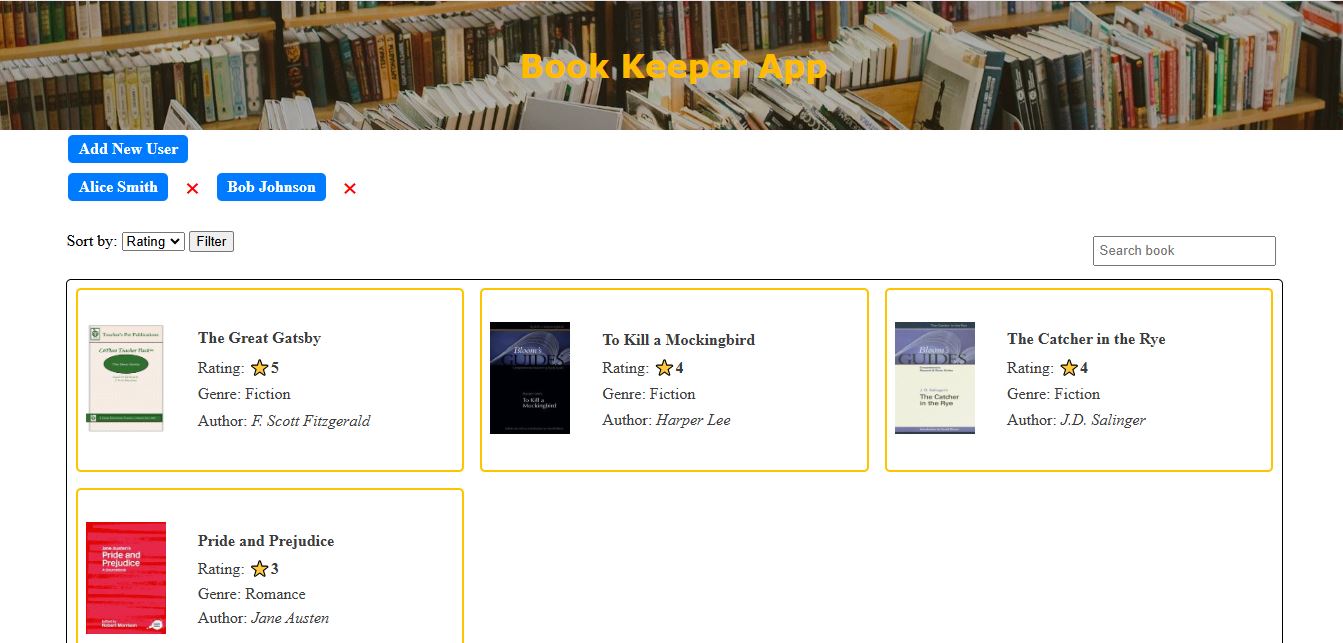 Book Keeper App
Add New User
Alice Smith ✕ Bob Johnson ✕
Sort by: Rating Filter
Search book
Teacher's Pet Publications
LitPlan Teacher Pack
The Great Gatsby
The Great Gatsby
Rating: ⭐5
Genre: Fiction
Author: F. Scott Fitzgerald
Bloom's
GUIDES
To Kill a
Mockingbird
To Kill a Mockingbird
Rating: ⭐4
Genre: Fiction
Author: Harper Lee
Bloom's
GUIDES
J.D. Salinger's
The Catcher
in the Rye
The Catcher in the Rye
Rating: ⭐4
Genre: Fiction
Author: J.D. Salinger
Jane Austen's
Pride and
Prejudice
A Sourcebook
Edited by
Robert Morrison
Pride and Prejudice
Rating: ⭐3
Genre: Romance
Author: Jane Austen